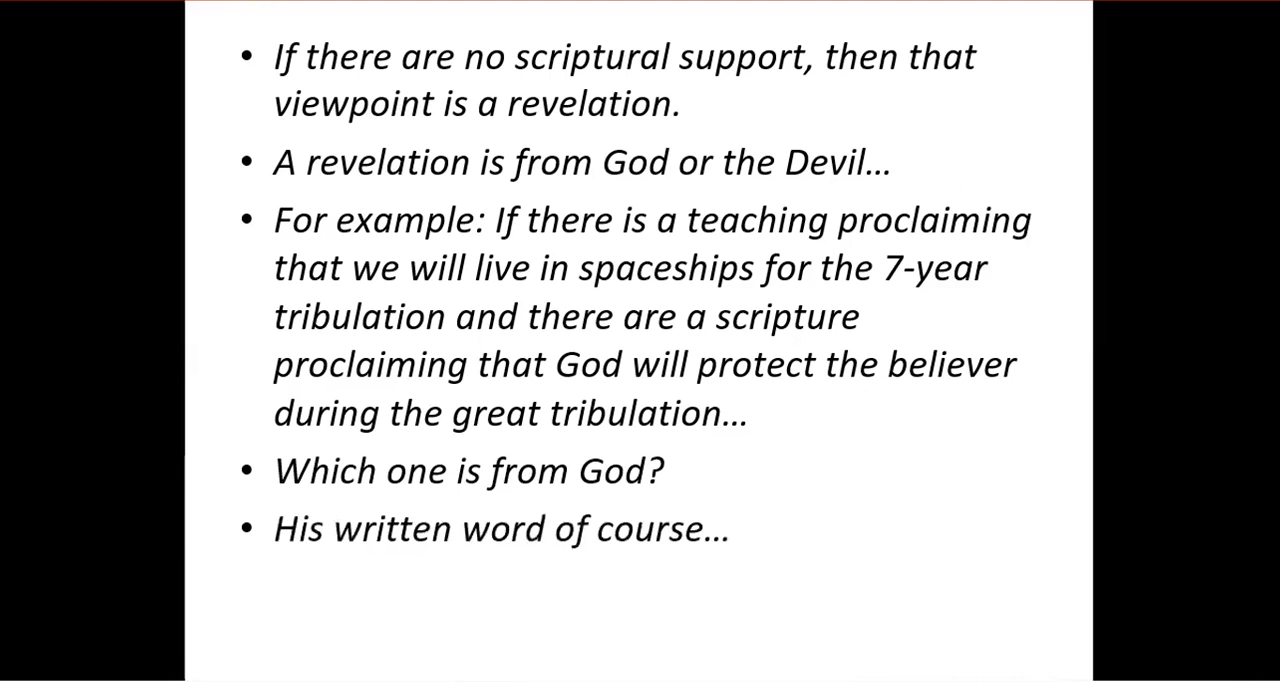 • If there are no scriptural support, then that
viewpoint is a revelation.
• A revelation is from God or the Devil...
• For example: If there is a teaching proclaiming
that we will live in spaceships for the 7-year
tribulation and there are a scripture
proclaiming that God will protect the believer
during the great tribulation...
• Which one is from God?
• His written word of course...